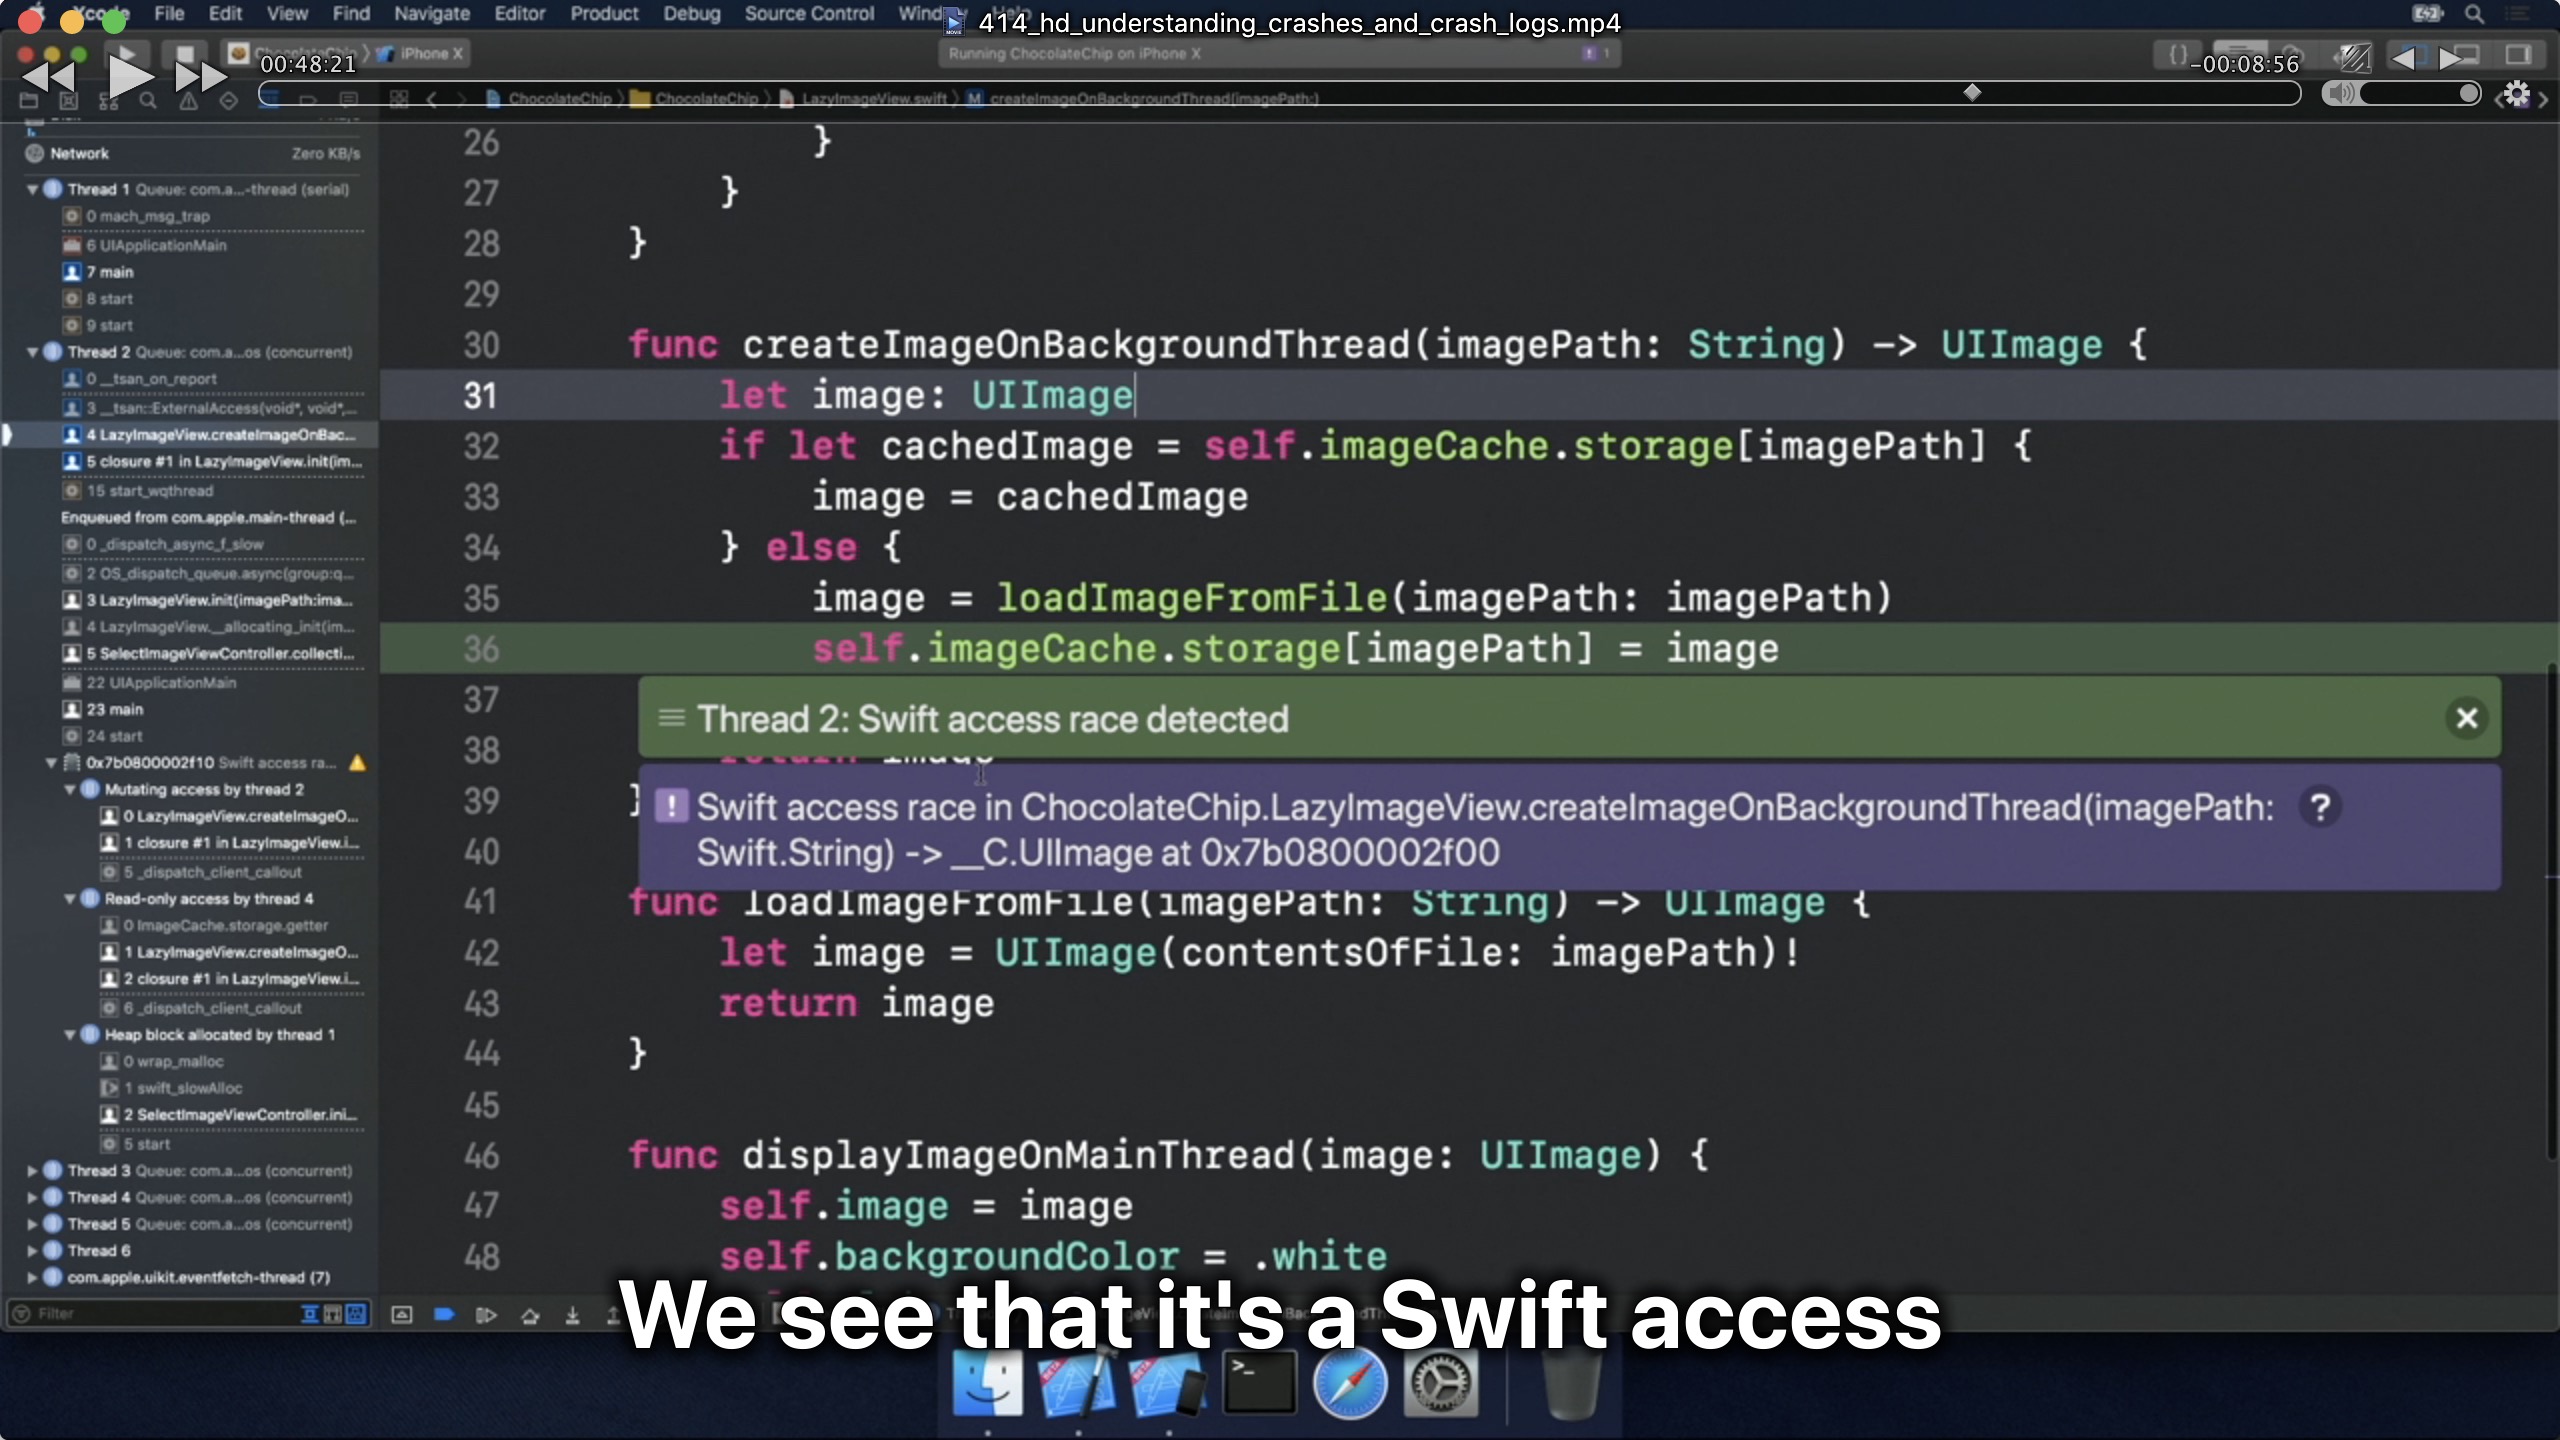 Xcode File Edit View Find Navigate Editor Product Debug Source Control Window Help
414_hd_understanding_crashes_and_crash_logs.mp4
ChocolateChip iPhone X
Running ChocolateChip on iPhone X
1
00:48:21
-00:08:56
ChocolateChip ChocolateChip LazyImageView.swift M createImageOnBackgroundThread(imagePath:)
Network Zero KB/s
Thread 1 Queue: com.a...-thread (serial)
0 mach_msg_trap
6 UIApplicationMain
7 main
8 start
9 start
Thread 2 Queue: com.a...os (concurrent)
0 __tsan_on_report
3 __tsan::ExternalAccess(void*, void*,...
4 LazyImageView.createImageOnBac...
5 closure #1 in LazyImageView.init(im...
15 start_wqthread
Enqueued from com.apple.main-thread (...
0 _dispatch_async_f_slow
2 OS_dispatch_queue.async(group:q...
3 LazyImageView.init(imagePath:ima...
4 LazyImageView.__allocating_init(im...
5 SelectImageViewController.collecti...
22 UIApplicationMain
23 main
24 start
0x7b0800002f10 Swift access ra...
Mutating access by thread 2
0 LazyImageView.createImageO...
1 closure #1 in LazyImageView.i...
5 _dispatch_client_callout
Read-only access by thread 4
0 ImageCache.storage.getter
1 LazyImageView.createImageO...
2 closure #1 in LazyImageView.i...
6 _dispatch_client_callout
Heap block allocated by thread 1
0 wrap_malloc
1 swift_slowAlloc
2 SelectImageViewController.ini...
5 start
Thread 3 Queue: com.a...os (concurrent)
Thread 4 Queue: com.a...os (concurrent)
Thread 5 Queue: com.a...os (concurrent)
Thread 6
com.apple.uikit.eventfetch-thread (7)
Filter
26 }
27 }
28 }
29
30 func createImageOnBackgroundThread(imagePath: String) -> UIImage {
31 let image: UIImage
32 if let cachedImage = self.imageCache.storage[imagePath] {
33 image = cachedImage
34 } else {
35 image = loadImageFromFile(imagePath: imagePath)
36 self.imageCache.storage[imagePath] = image
37
Thread 2: Swift access race detected
38 return image
39 }
Swift access race in ChocolateChip.LazyImageView.createImageOnBackgroundThread(imagePath: ?
40
Swift.String) -> __C.UIImage at 0x7b0800002f00
41 func loadImageFromFile(imagePath: String) -> UIImage {
42 let image = UIImage(contentsOfFile: imagePath)!
43 return image
44 }
45
46 func displayImageOnMainThread(image: UIImage) {
47 self.image = image
48 self.backgroundColor = .white
We see that it's a Swift access